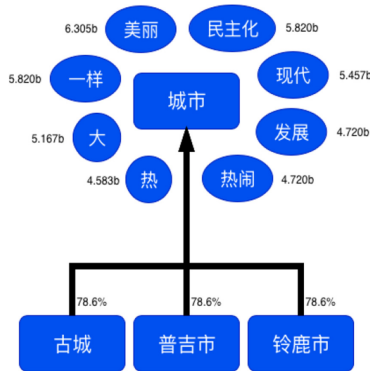 6.305b
美丽
民主化
5.820b
5.820b
一样
现代
5.457b
城市
5.167b
大
发展
4.720b
4.583b
热
热闹
4.720b
78.6%
78.6%
78.6%
古城
普吉市
铃鹿市